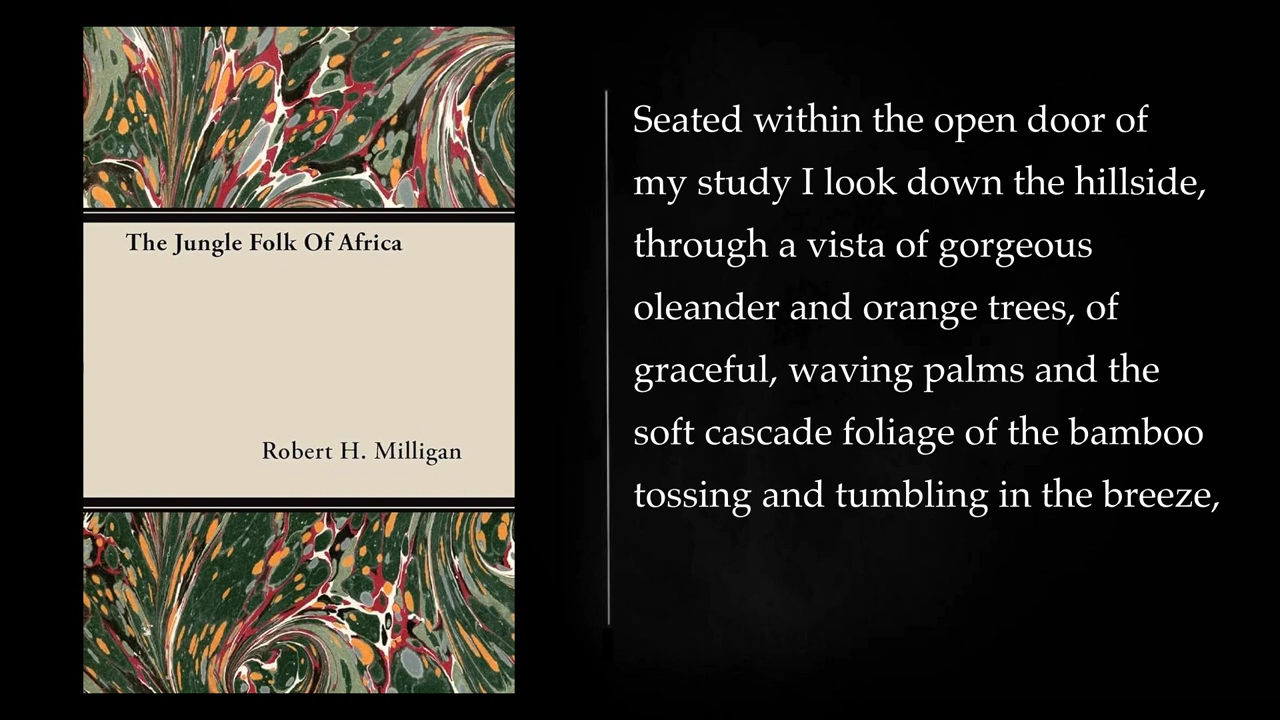 The Jungle Folk Of Africa
Robert H. Milligan
Seated within the open door of
my study I look down the hillside,
through a vista of gorgeous
oleander and orange trees, of
graceful, waving palms and the
soft cascade foliage of the bamboo
tossing and tumbling in the breeze,